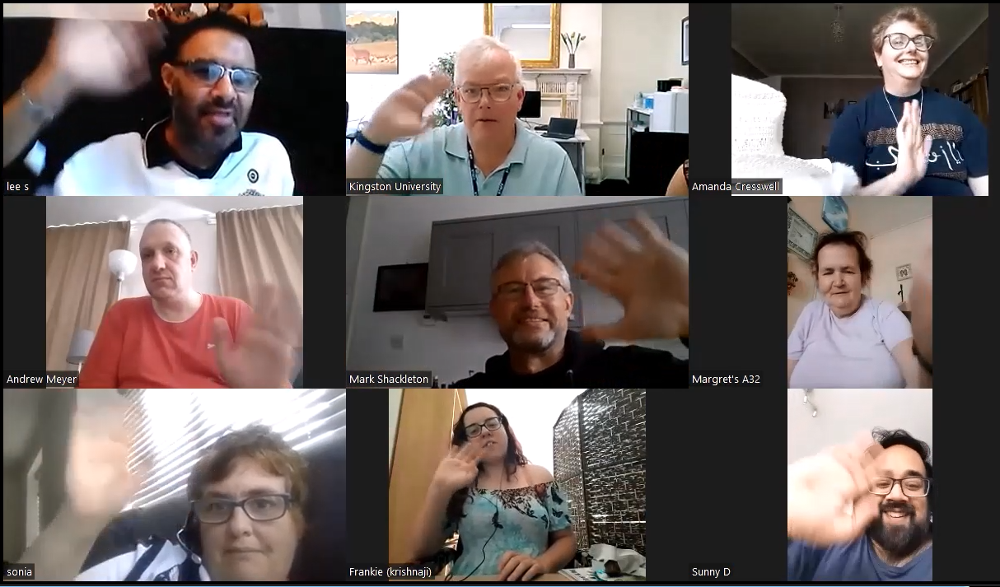 lee s
Kingston University
Amanda Cresswell
Andrew Meyer
Mark Shackleton
Margret's A32
sonia
Frankie (krishnaji)
Sunny D